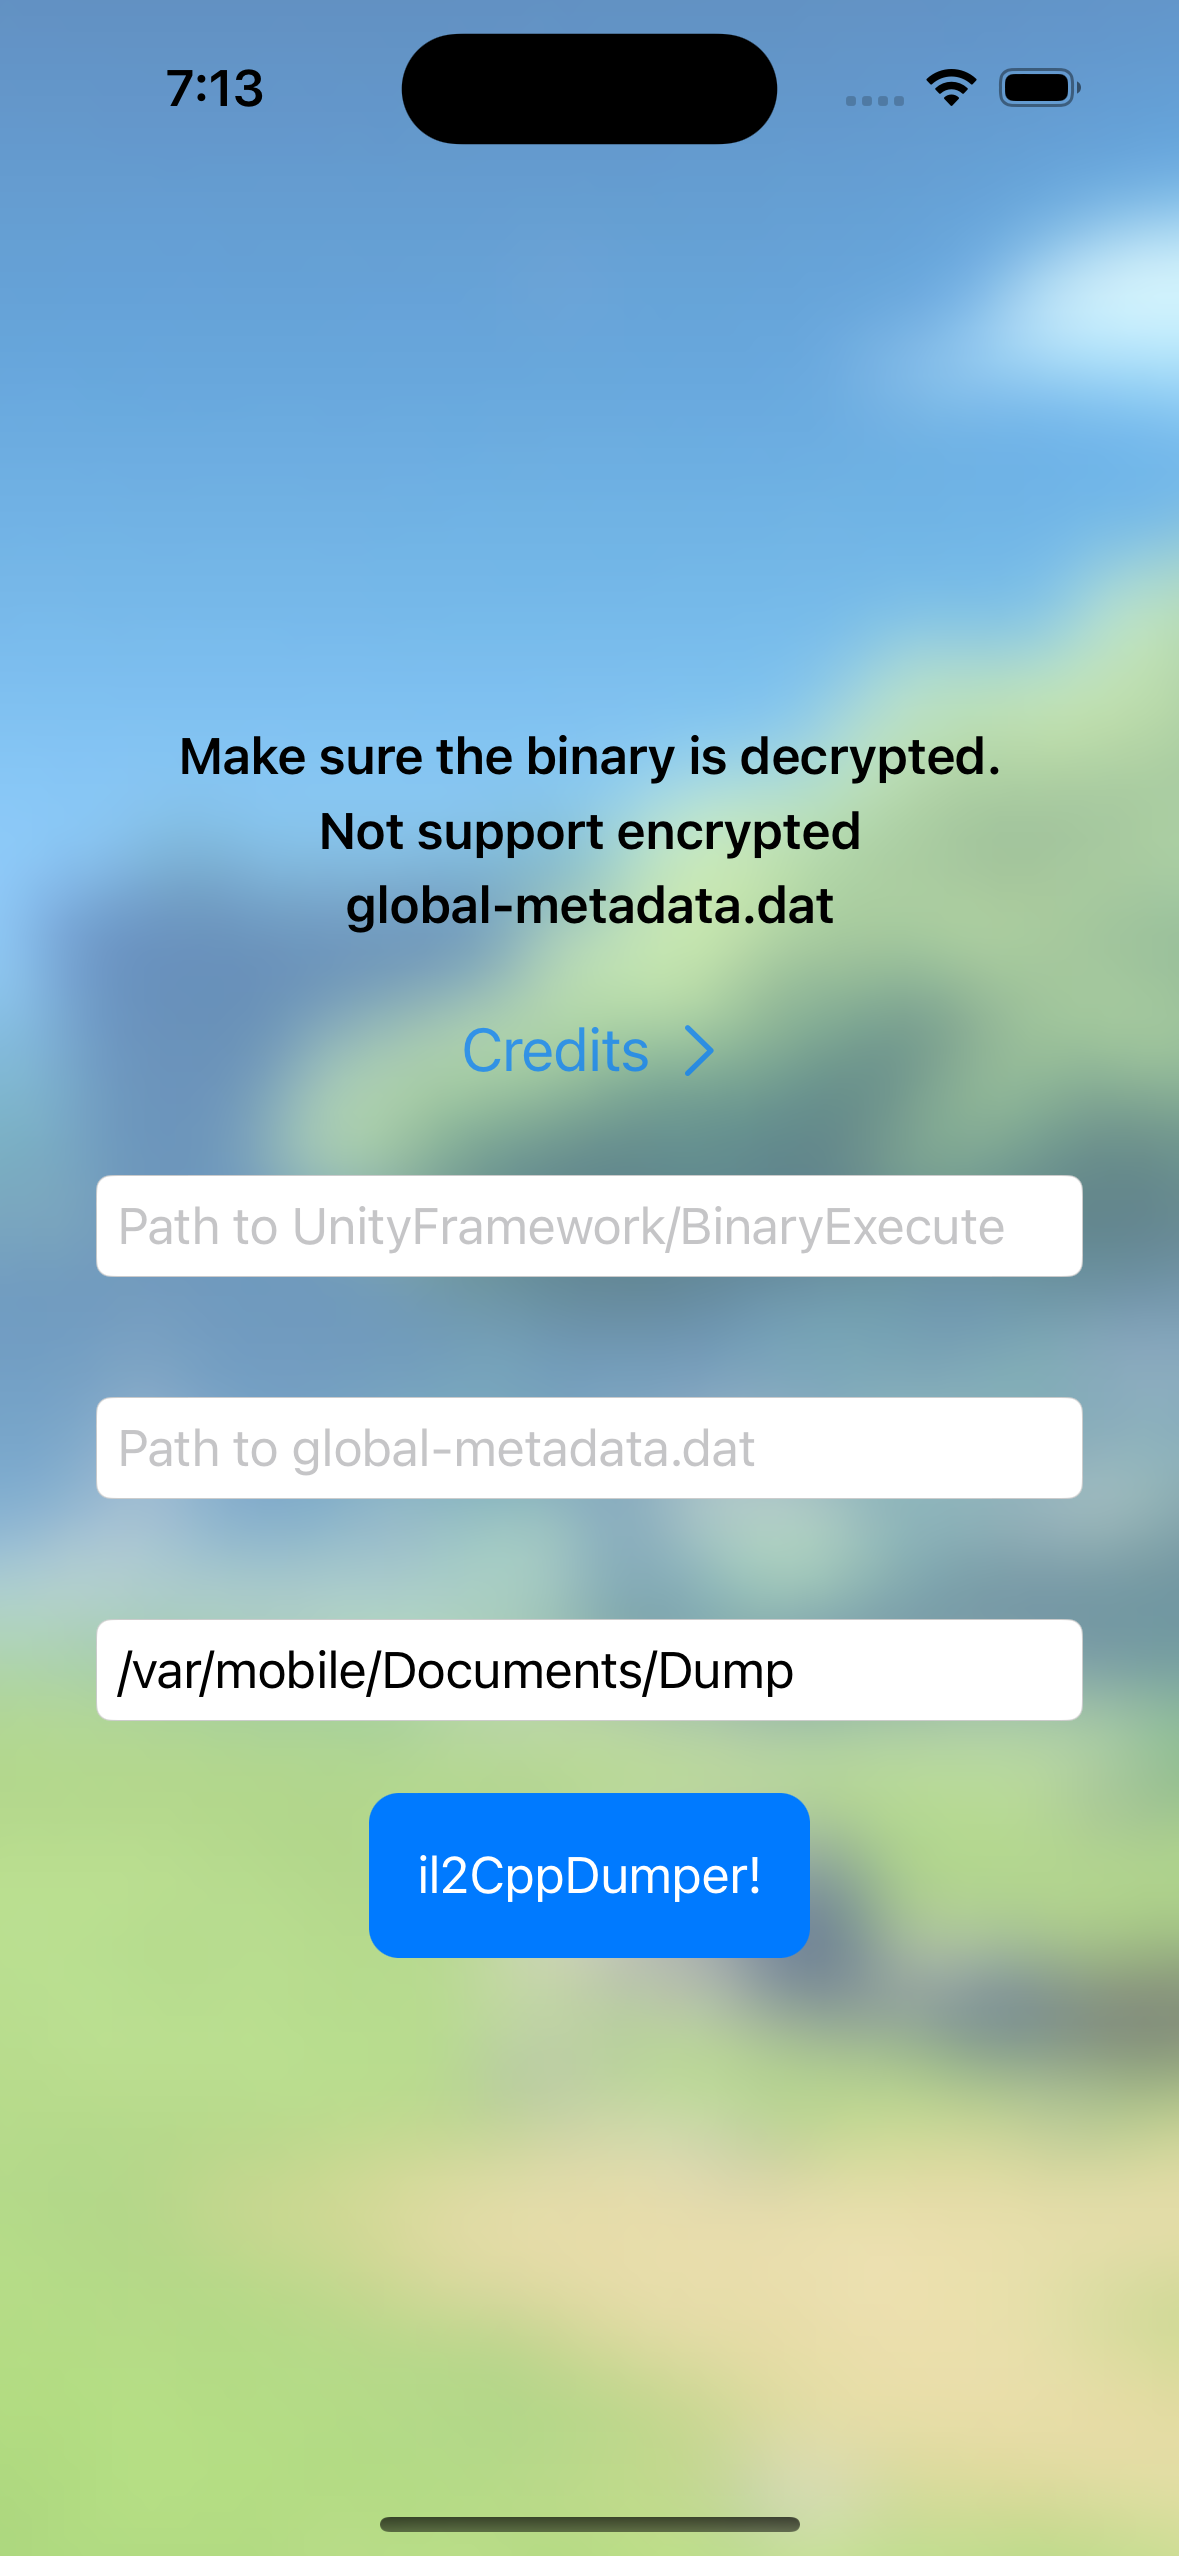 7:13
Make sure the binary is decrypted.
Not support encrypted
global-metadata.dat
Credits
Path to UnityFramework/BinaryExecute
Path to global-metadata.dat
/var/mobile/Documents/Dump
il2CppDumper!